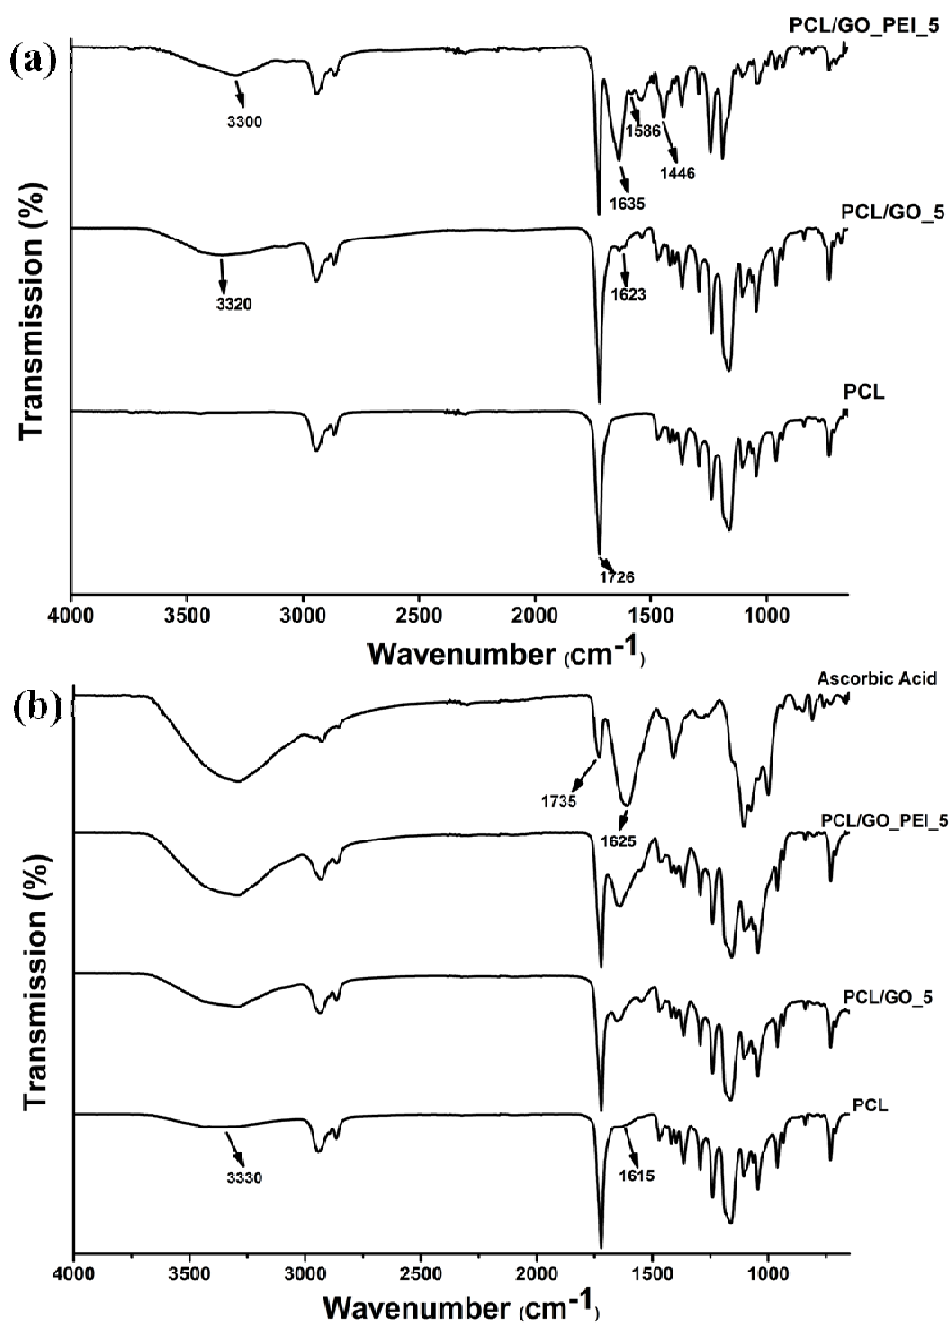 (a)
PCL/GO_PEI_5
3300
1586
1446
1635
PCL/GO_5
3320
1623
PCL
1726
Transmission (%)
4000 3500 3000 2500 2000 1500 1000
Wavenumber (cm-1)
(b)
Ascorbic Acid
1735
1625
PCL/GO_PEI_5
PCL/GO_5
PCL
3330
1615
Transmission (%)
4000 3500 3000 2500 2000 1500 1000
Wavenumber (cm-1)